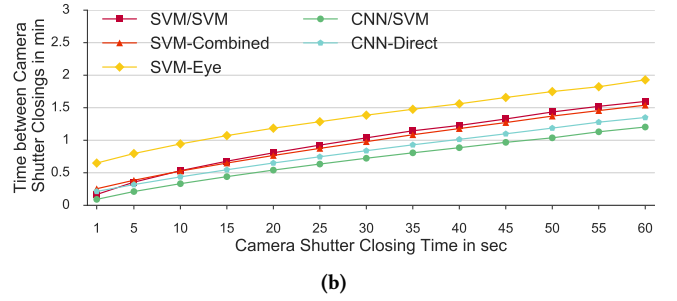 SVM/SVM
SVM-Combined
SVM-Eye
CNN/SVM
CNN-Direct
Time between Camera
Shutter Closings in min
3
2.5
2
1.5
1
0.5
0
1 5 10 15 20 25 30 35 40 45 50 55 60
Camera Shutter Closing Time in sec
(b)